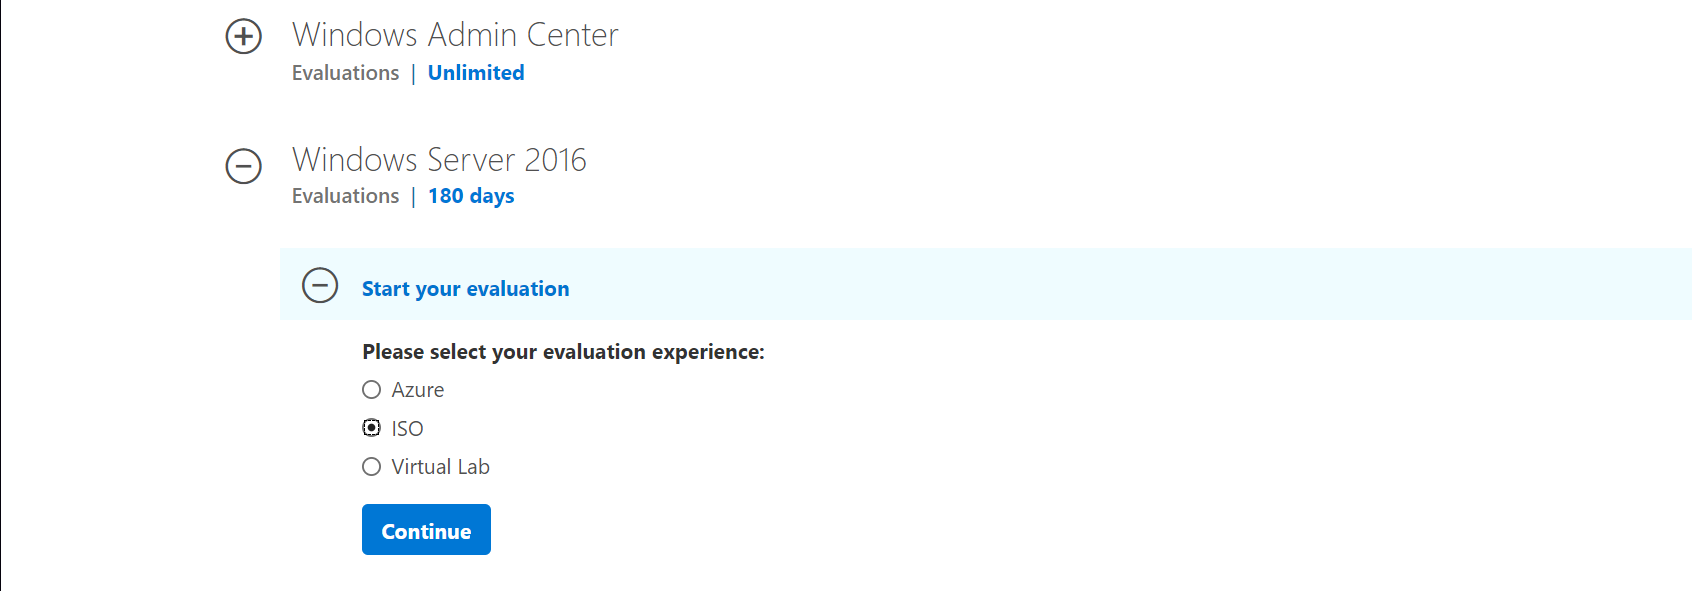 Windows Admin Center
Evaluations | Unlimited
Windows Server 2016
Evaluations | 180 days
Start your evaluation
Please select your evaluation experience:
Azure
ISO
Virtual Lab
Continue